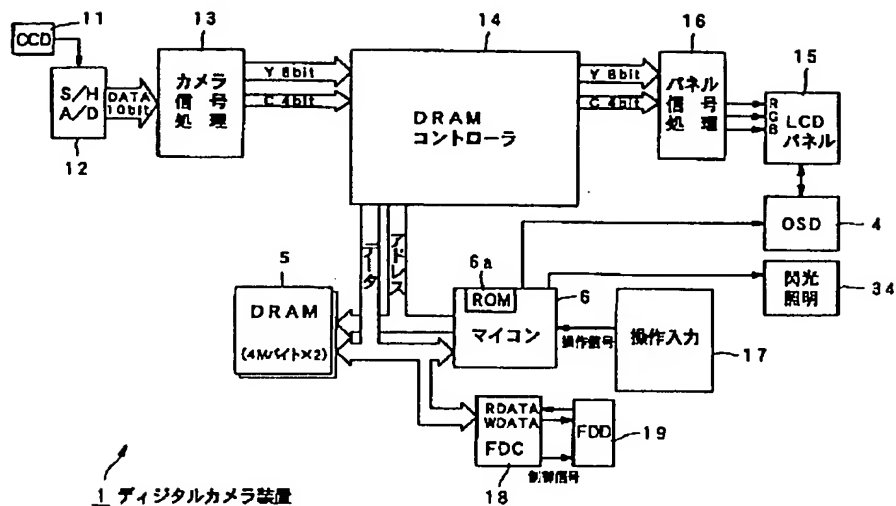 11
CCD
S/H
A/D
12
DATA
10bit
13
カメラ
信号
処理
Y 8bit
C 4bit
14
DRAM
コントローラ
Y 8bit
C 4bit
16
パネル
信号
処理
R
G
B
15
LCD
パネル
OSD
4
閃光
照明
34
データ
アドレス
5
DRAM
(4Mバイト×2)
6a
ROM
6
マイコン
操作信号
操作入力
17
RDATA
WDATA
FDC
18
制御信号
FDD
19
1 ディジタルカメラ装置